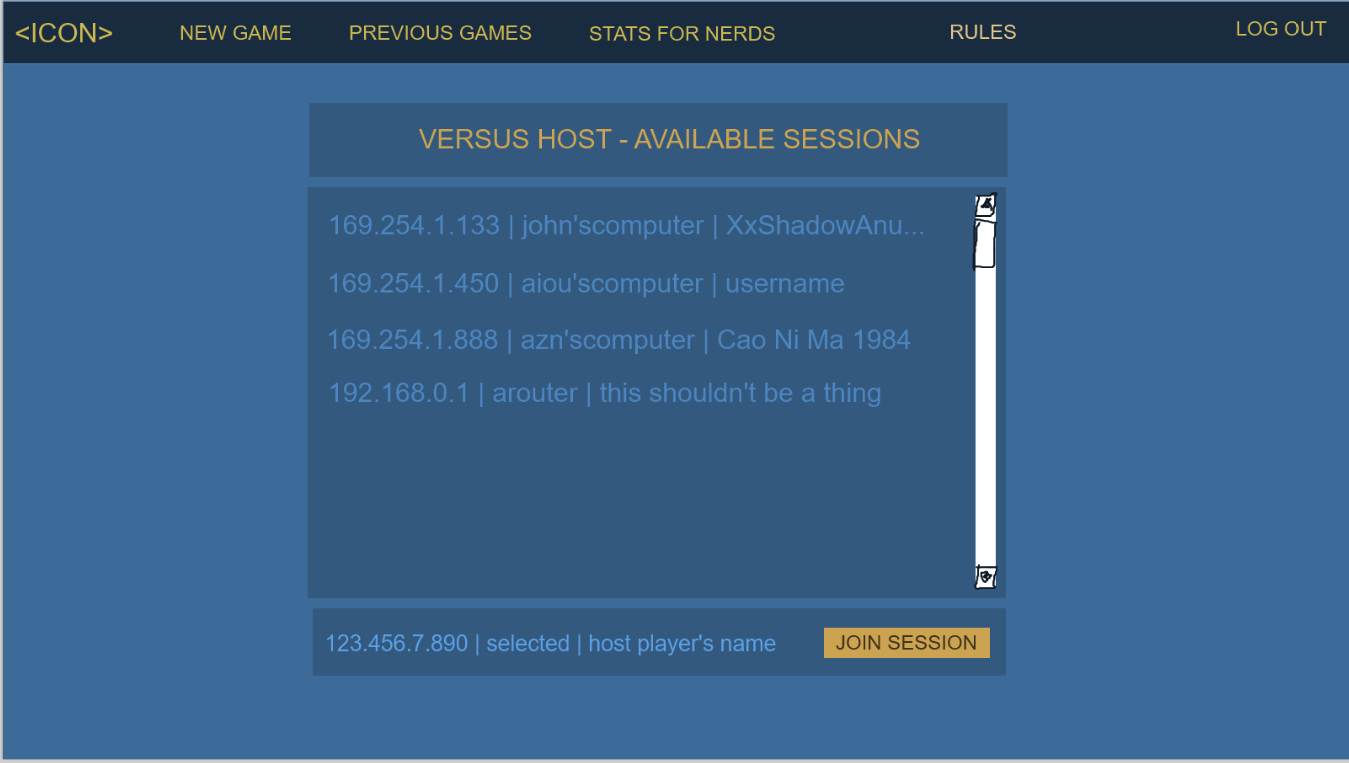 <ICON> NEW GAME PREVIOUS GAMES STATS FOR NERDS RULES LOG OUT
VERSUS HOST - AVAILABLE SESSIONS
169.254.1.133 | john'scomputer | XxShadowAnu...
169.254.1.450 | aiou'scomputer | username
169.254.1.888 | azn'scomputer | Cao Ni Ma 1984
192.168.0.1 | arouter | this shouldn't be a thing
123.456.7.890 | selected | host player's name JOIN SESSION